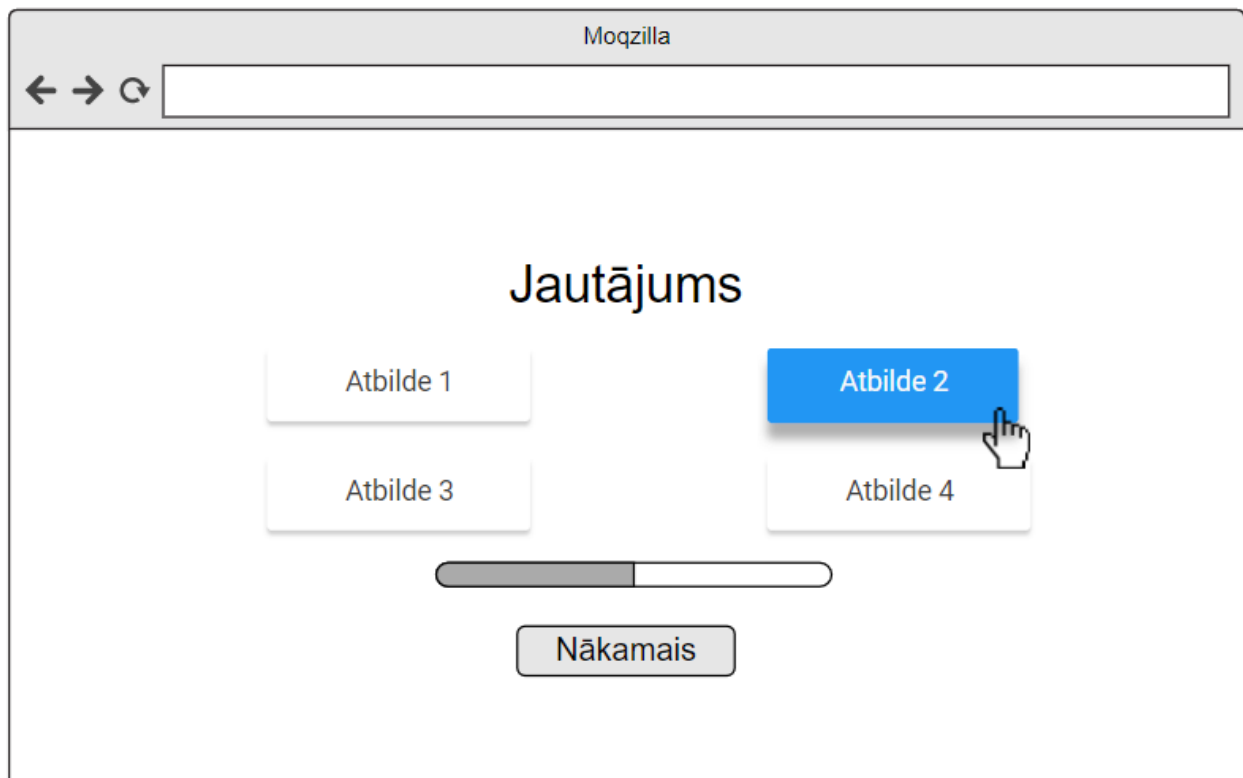 Moqzilla
Jautājums
Atbilde 1
Atbilde 2
Atbilde 3
Atbilde 4
Nākamais